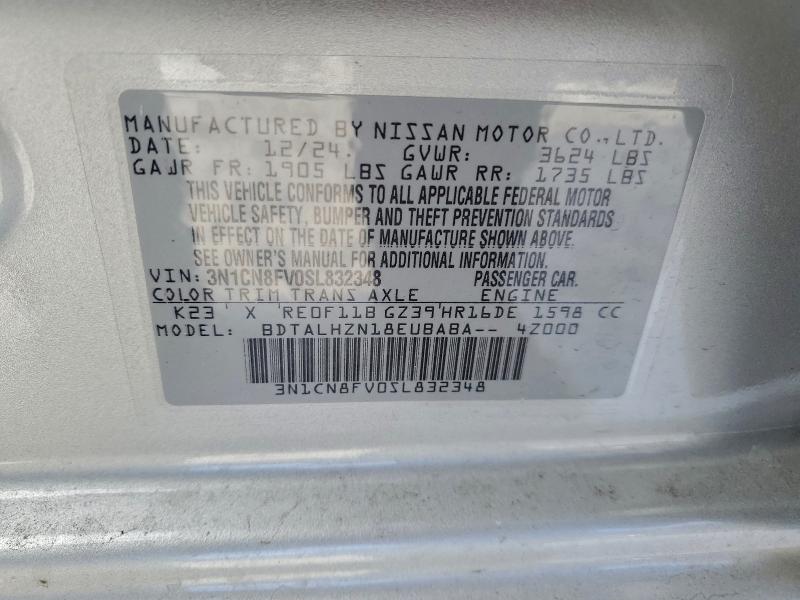 MANUFACTURED BY NISSAN MOTOR CO.,LTD.
DATE: 12/24. GVWR: 3624 LBS
GAWR FR: 1905 LBS GAWR RR: 1735 LBS
THIS VEHICLE CONFORMS TO ALL APPLICABLE FEDERAL MOTOR
VEHICLE SAFETY, BUMPER AND THEFT PREVENTION STANDARDS
IN EFFECT ON THE DATE OF MANUFACTURE SHOWN ABOVE.
SEE OWNER'S MANUAL FOR ADDITIONAL INFORMATION.
VIN: 3N1CN8FV0SL832348 PASSENGER CAR.
COLOR TRIM TRANS AXLE ENGINE
K23 X RE0F11B GZ39 HR16DE 1598 CC
MODEL: BDTALHZN18EUBABA-- 4Z000
3N1CN8FV0SL832348